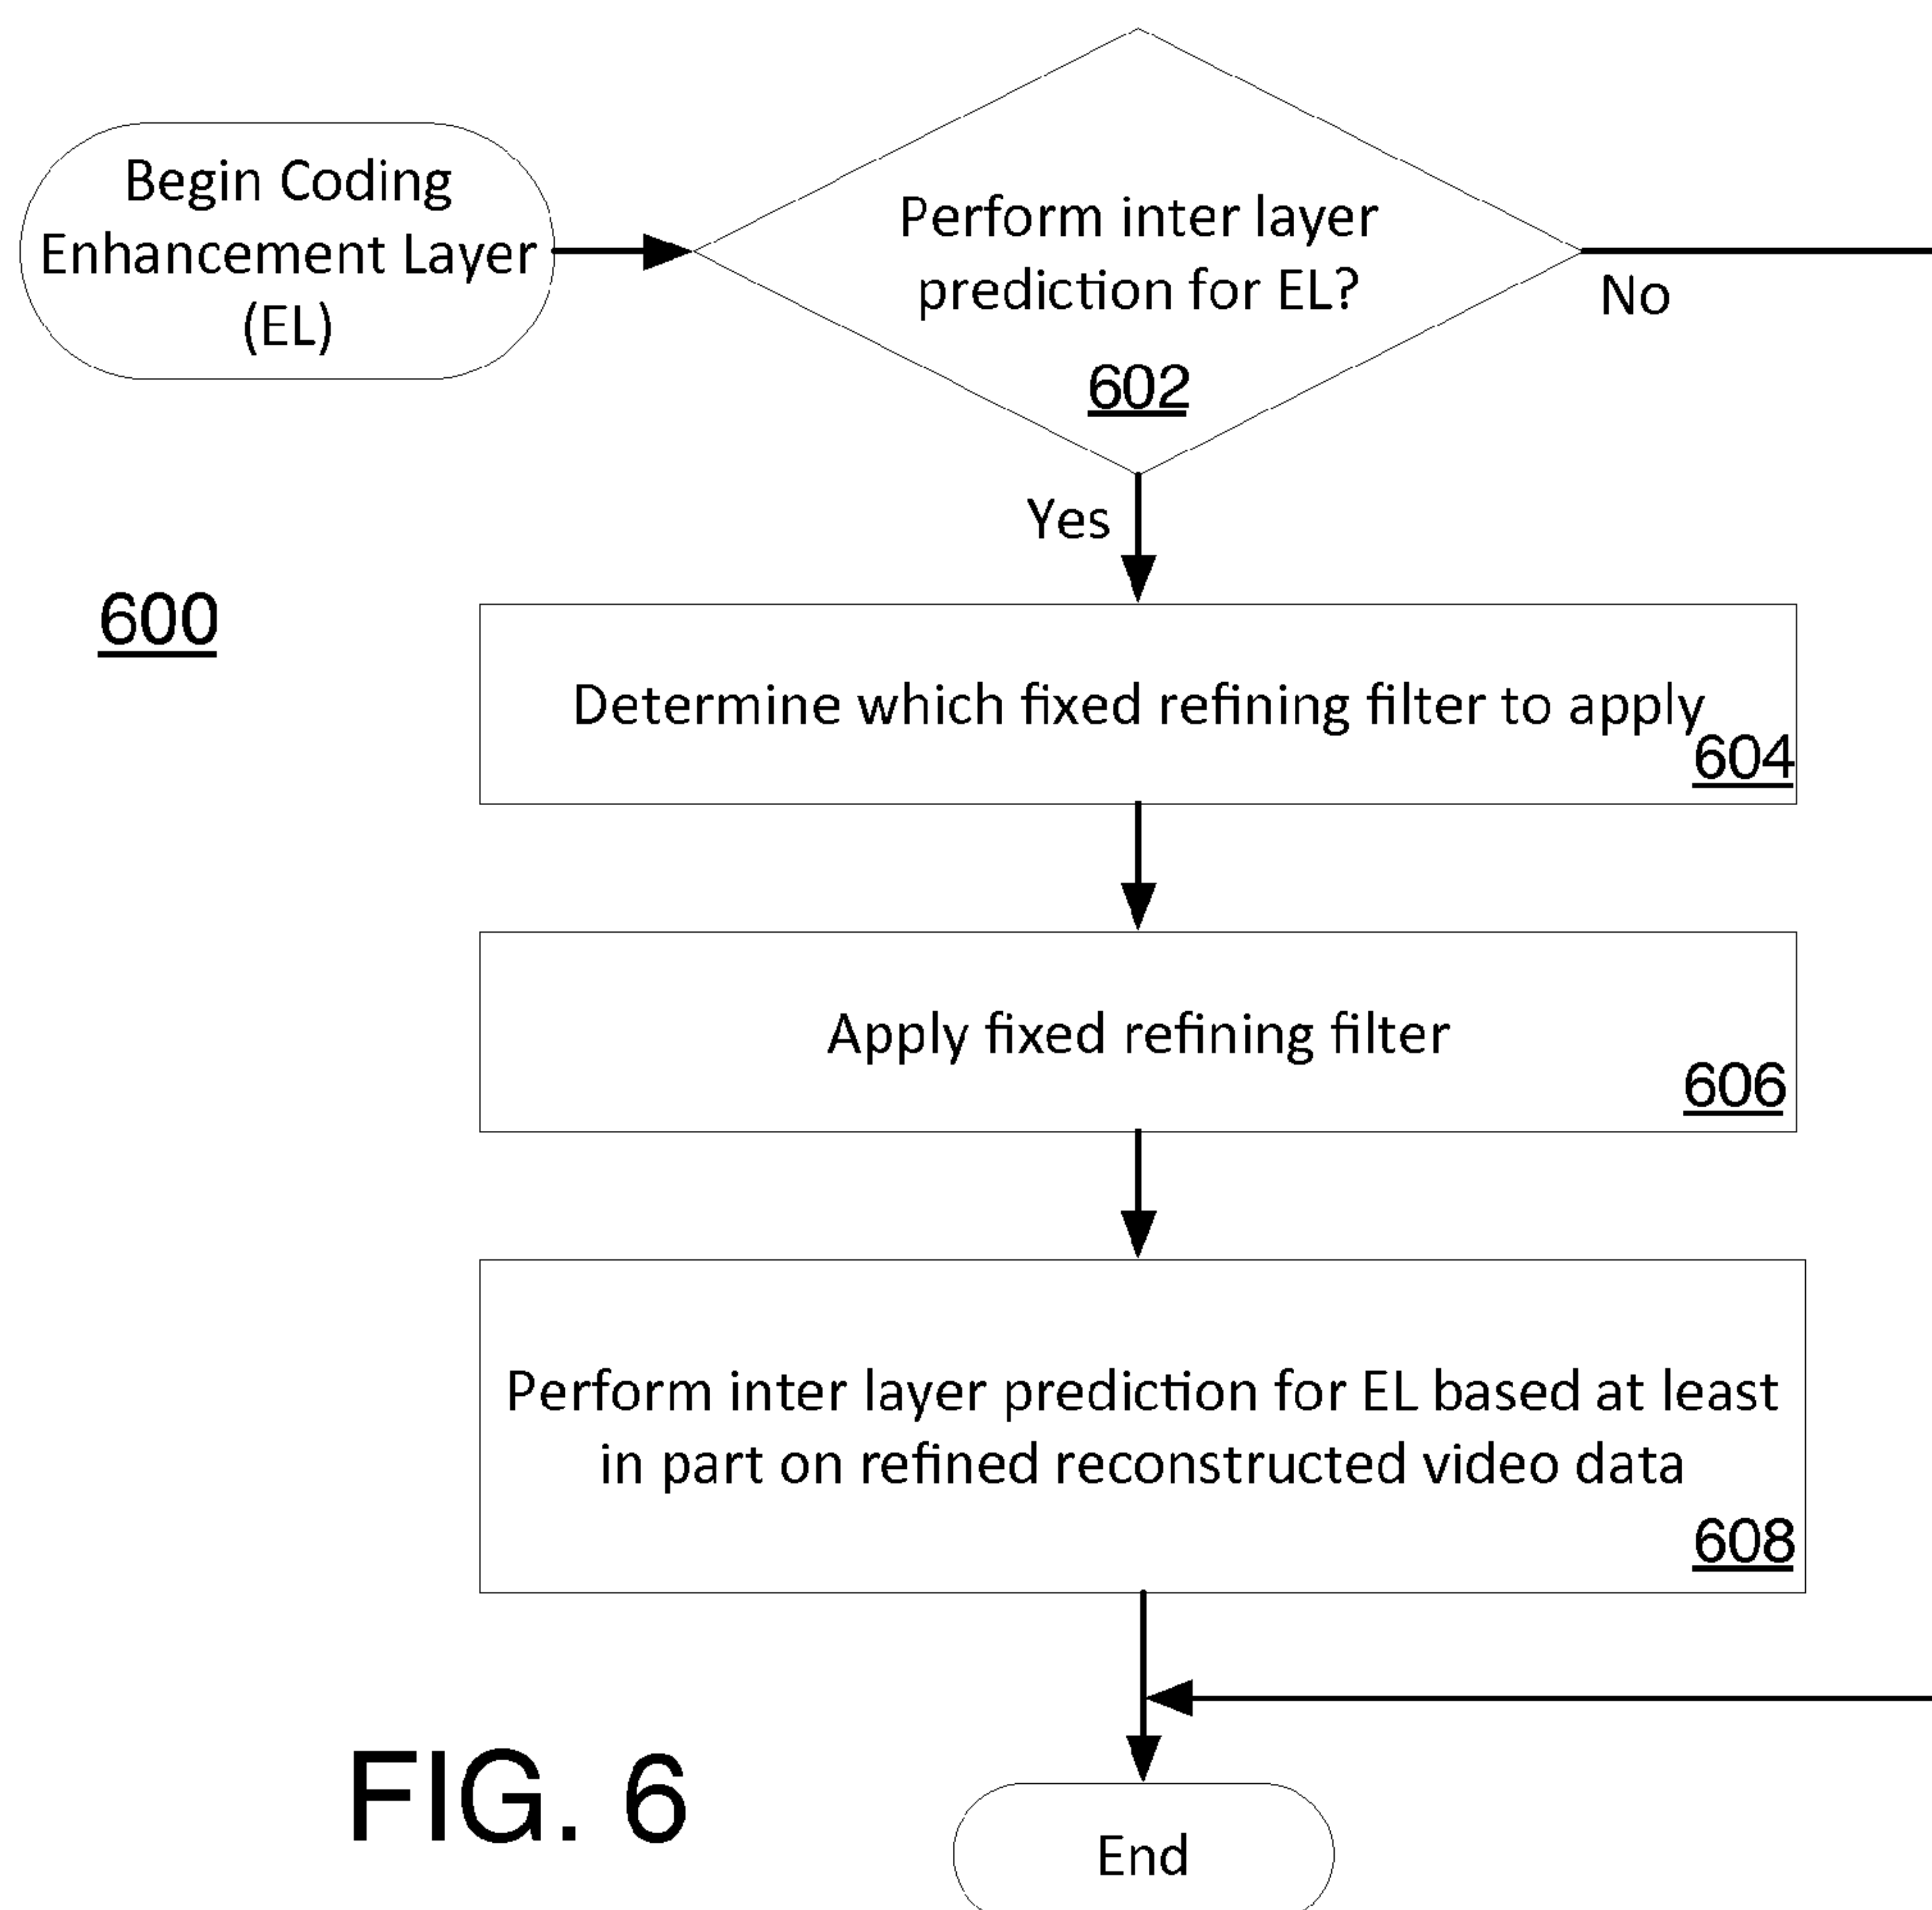 Begin Coding
Enhancement Layer
(EL)
Perform inter layer
prediction for EL?
602
No
Yes
600
Determine which fixed refining filter to apply
604
Apply fixed refining filter
606
Perform inter layer prediction for EL based at least
in part on refined reconstructed video data
608
FIG. 6
End